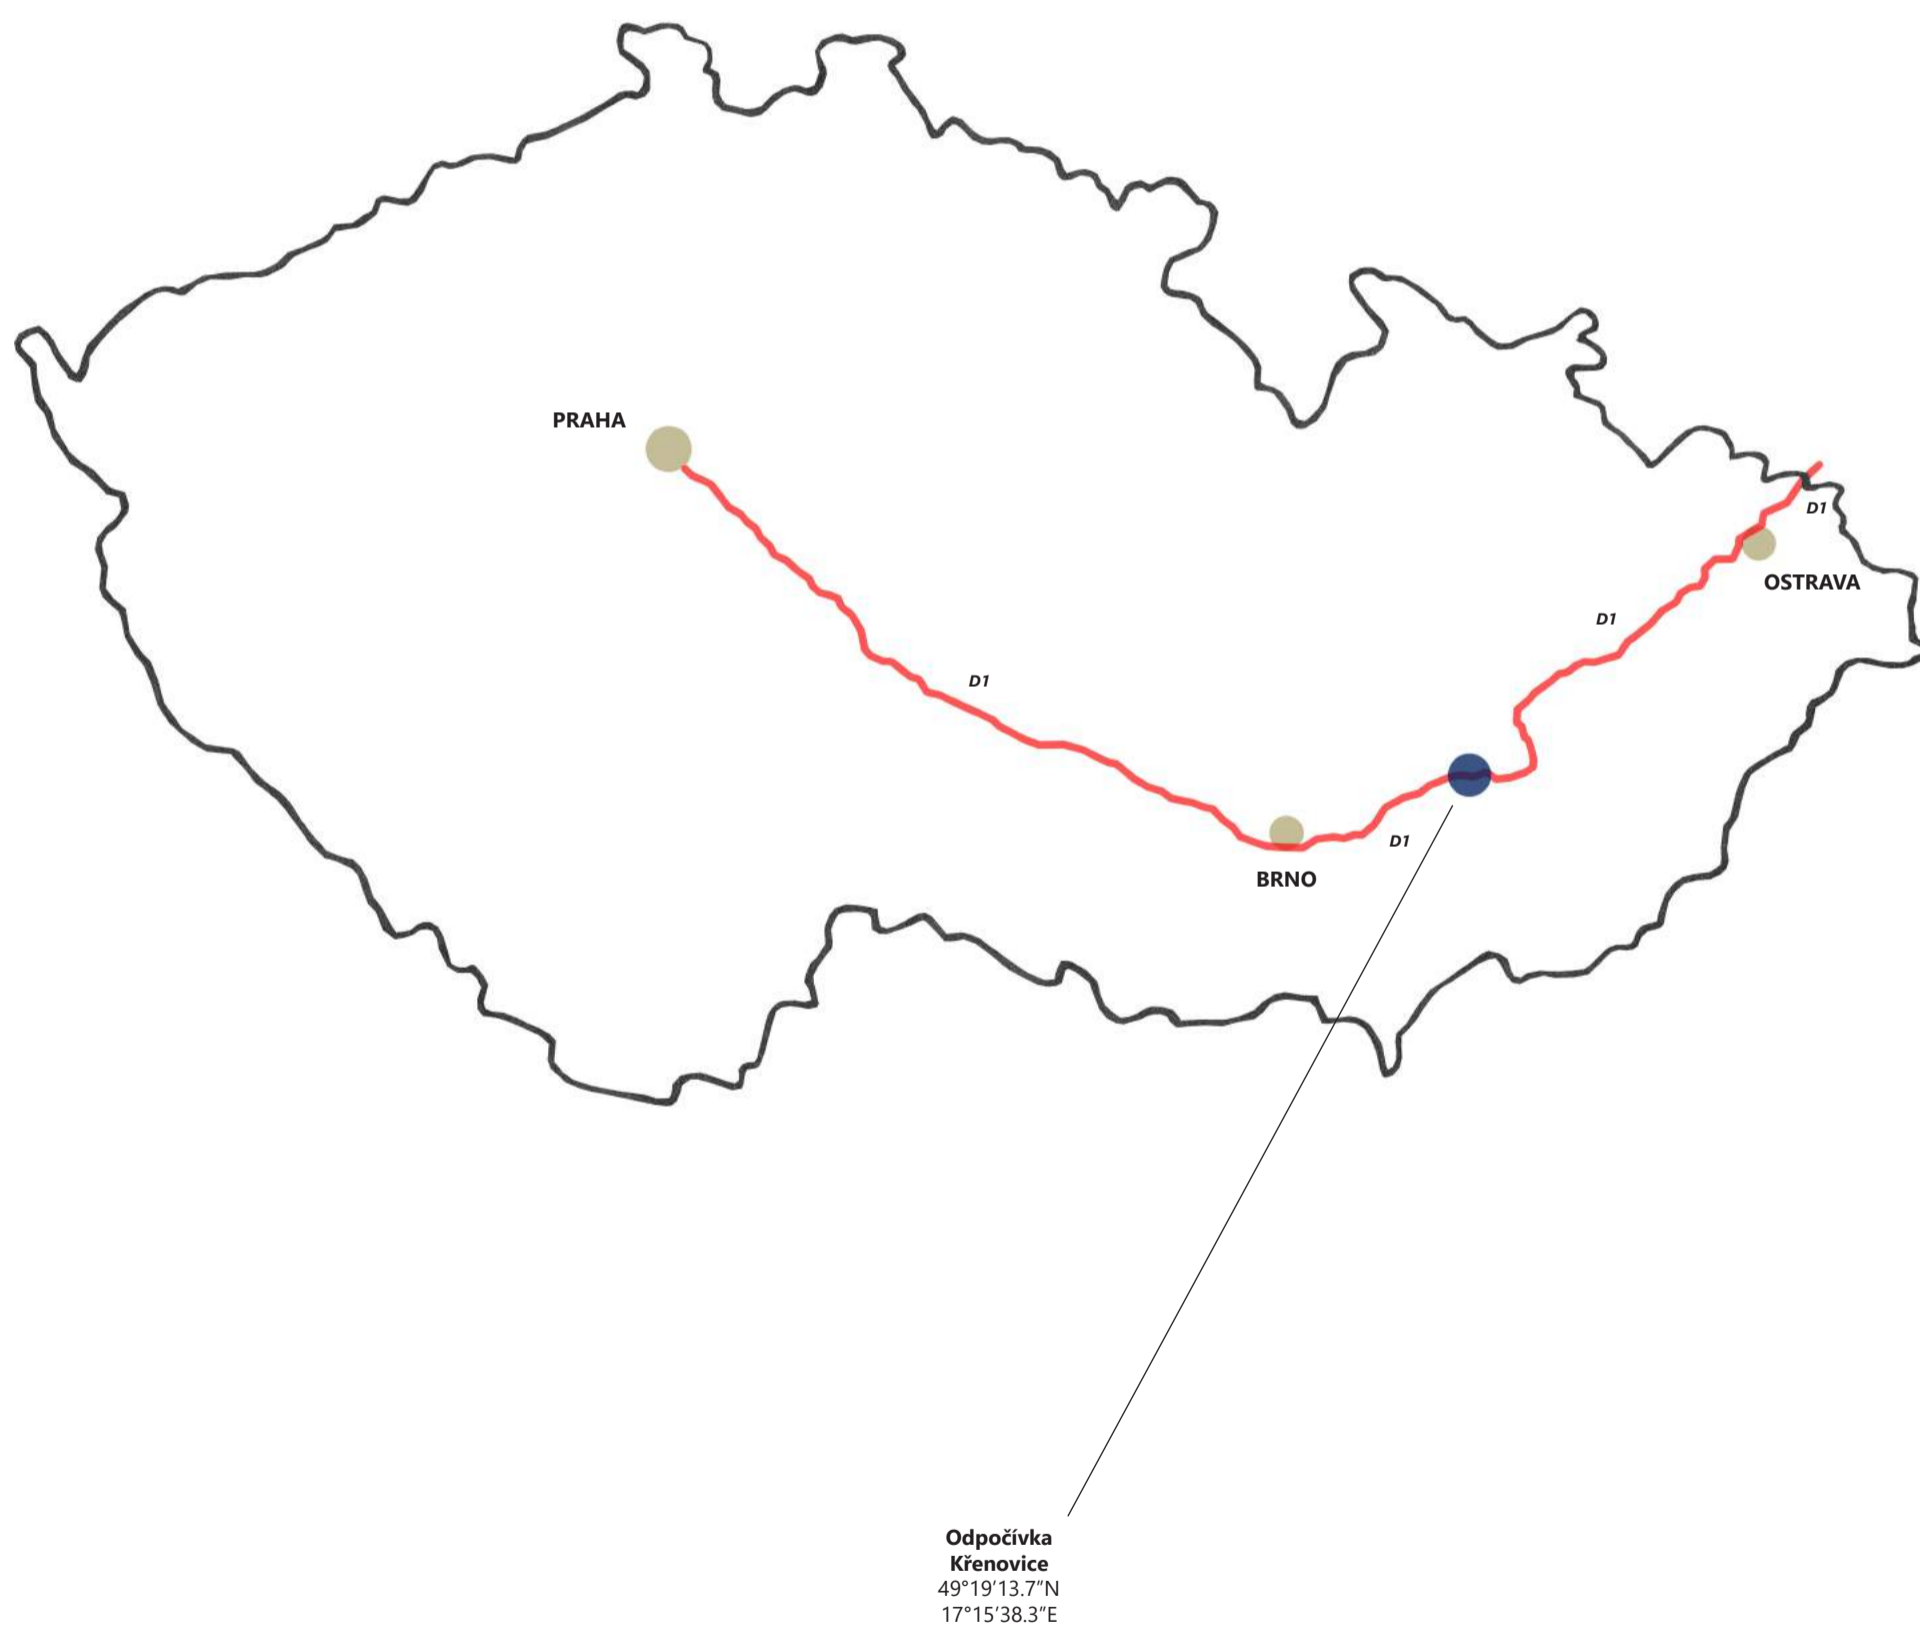 PRAHA
D1
OSTRAVA
D1
D1
D1
BRNO
Odpočívka
Křenovice
49°19’13.7”N
17°15’38.3”E